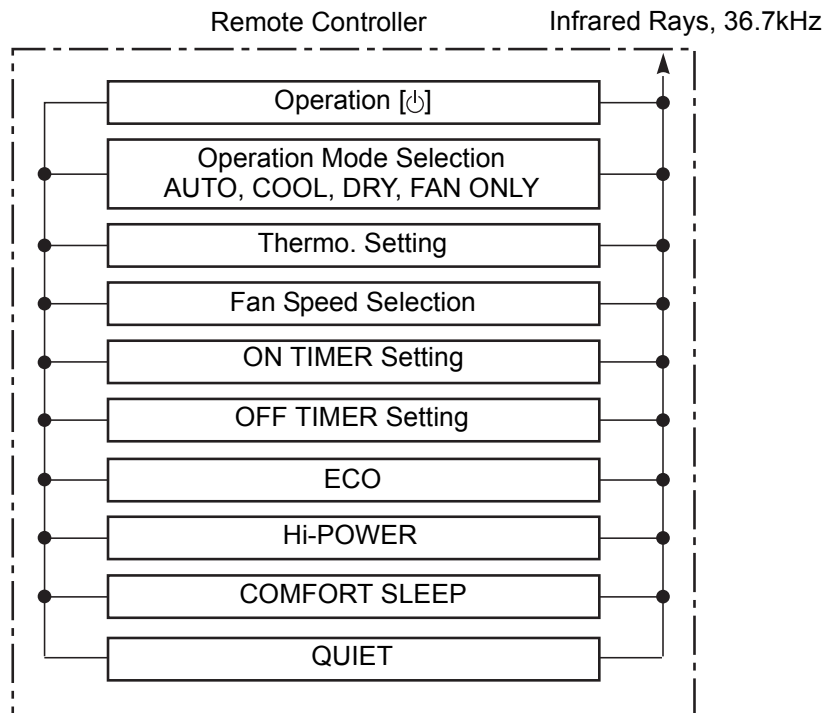 Remote Controller
Infrared Rays, 36.7kHz
Operation [⏻]
Operation Mode Selection
AUTO, COOL, DRY, FAN ONLY
Thermo. Setting
Fan Speed Selection
ON TIMER Setting
OFF TIMER Setting
ECO
Hi-POWER
COMFORT SLEEP
QUIET